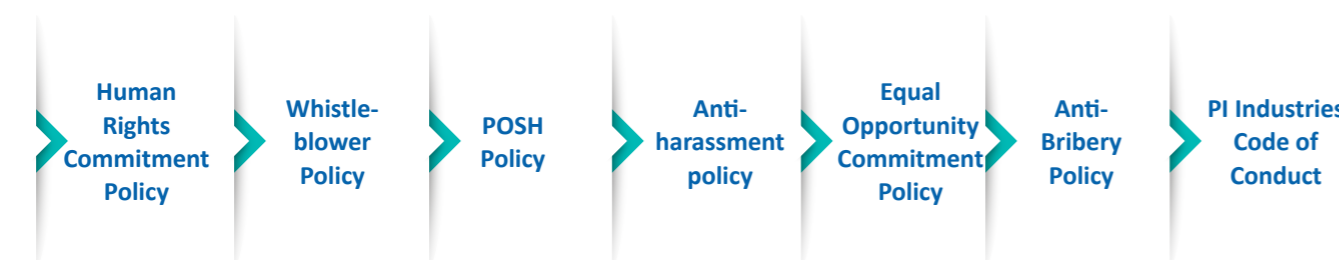 Human
Rights
Commitment
Policy
Whistle-
blower
Policy
POSH
Policy
Anti-
harassment
policy
Equal
Opportunity
Commitment
Policy
Anti-
Bribery
Policy
PI Industries
Code of
Conduct